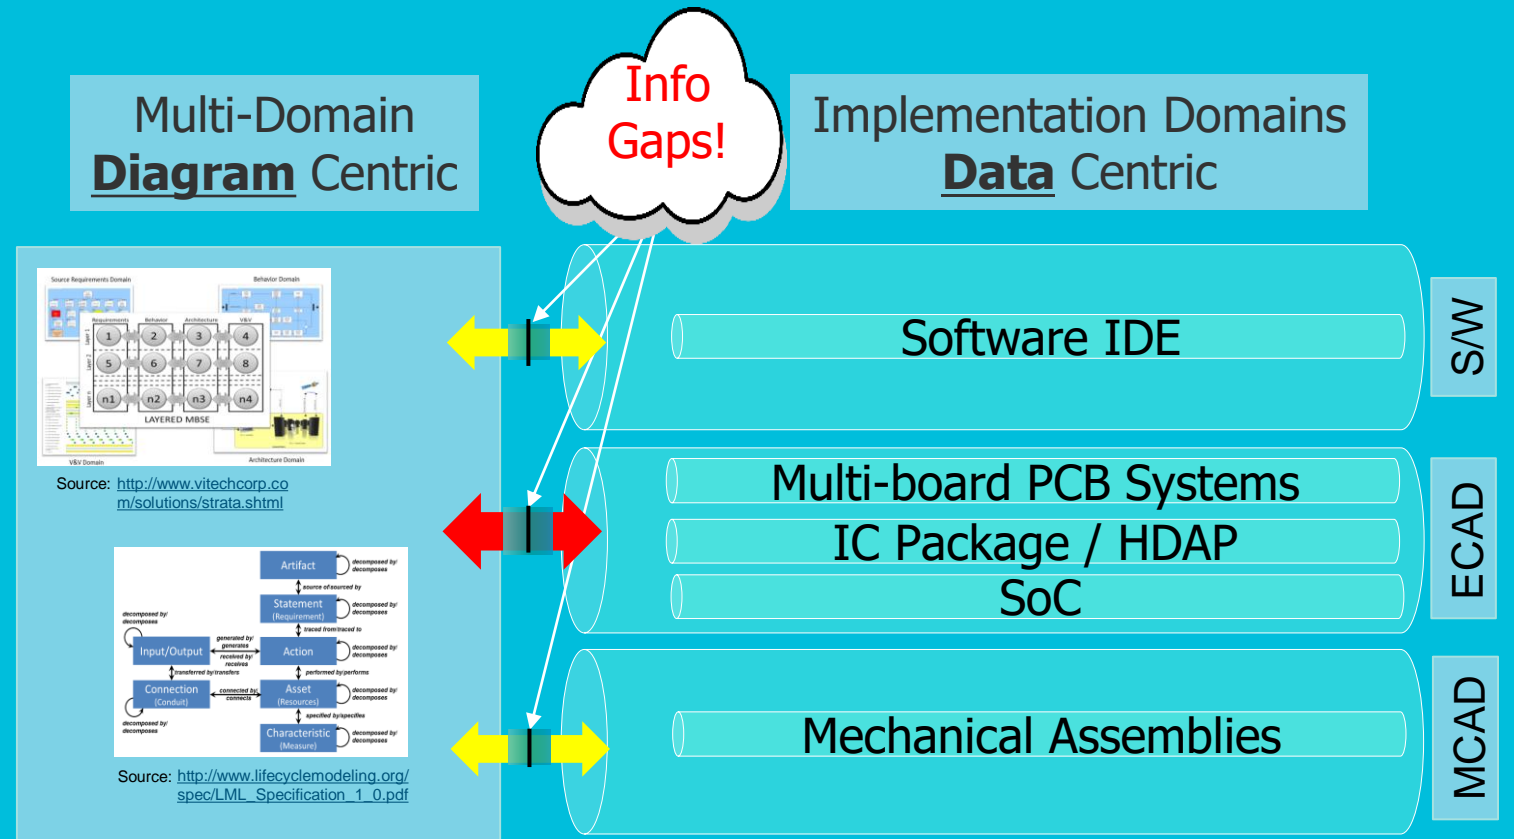 Multi-Domain
Diagram Centric
Info
Gaps!
Implementation Domains
Data Centric
Source Requirements Domain
Behavior Domain
Requirements Behavior Architecture V&V
Layer 1
1 2 3 4
Layer 2
5 6 7 8
Layer n
n1 n2 n3 n4
LAYERED MBSE
V&V Domain
Architecture Domain
Source: http://www.vitechcorp.co
m/solutions/strata.shtml
Artifact
decomposed by/
decomposes
source of/sourced by
Statement
(Requirement)
decomposed by/
decomposes
traced from/traced to
decomposed by/
decomposes
Input/Output
generated by/
generates
received by/
receives
Action
decomposed by/
decomposes
transferred by/transfers
performed by/performs
Connection
(Conduit)
connected by/
connects
Asset
(Resources)
decomposed by/
decomposes
decomposed by/
decomposes
specified by/specifies
Characteristic
(Measure)
decomposed by/
decomposes
Source: http://www.lifecyclemodeling.org/
spec/LML_Specification_1_0.pdf
Software IDE
S/W
Multi-board PCB Systems
IC Package / HDAP
SoC
ECAD
Mechanical Assemblies
MCAD